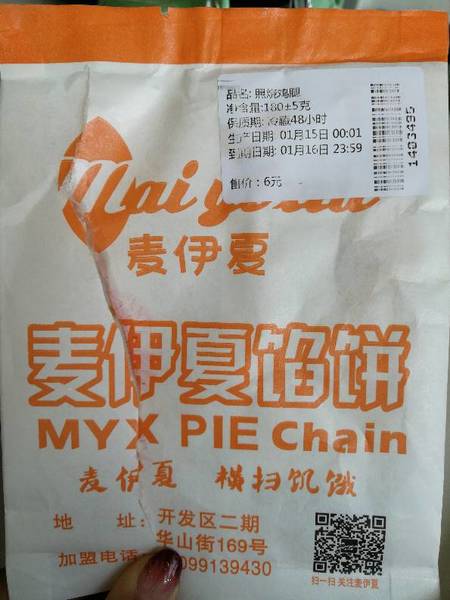 品名: 照烧鸡腿
净含量:180±5克
保质期: 冷藏48小时
生产日期: 01月15日 00:01
到期日期: 01月16日 23:59
售价：6元
1403495
麦伊夏
麦伊夏馅饼
MYX PIE Chain
麦伊夏 横扫饥饿
地 址: 开发区二期
华山街169号
加盟电话
099139430
扫一扫 关注麦伊夏